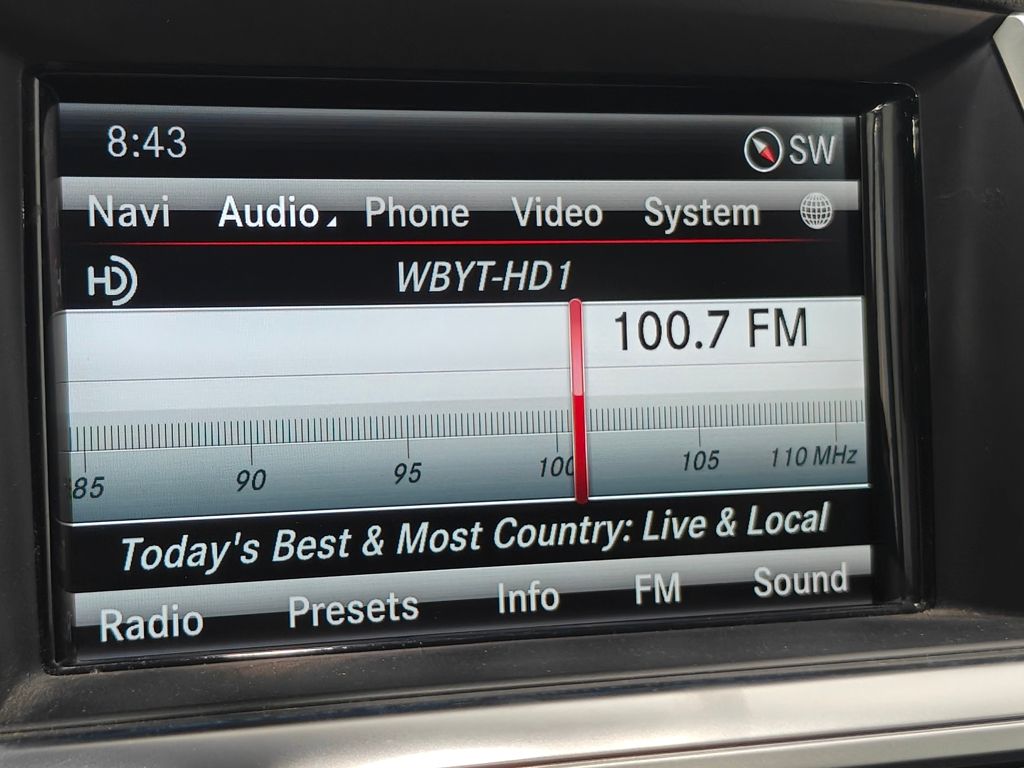 8:43 SW
Navi Audio Phone Video System
HD WBYT-HD1
100.7 FM
85 90 95 100 105 110 MHz
Today's Best & Most Country: Live & Local
Radio Presets Info FM Sound